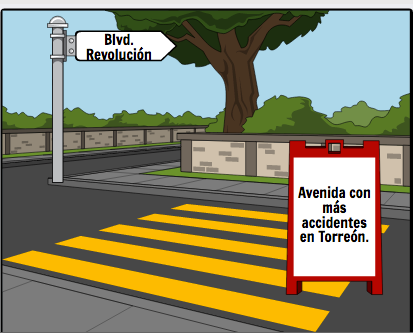 Blvd.
Revolución
Avenida con
más
accidentes
en Torreón.